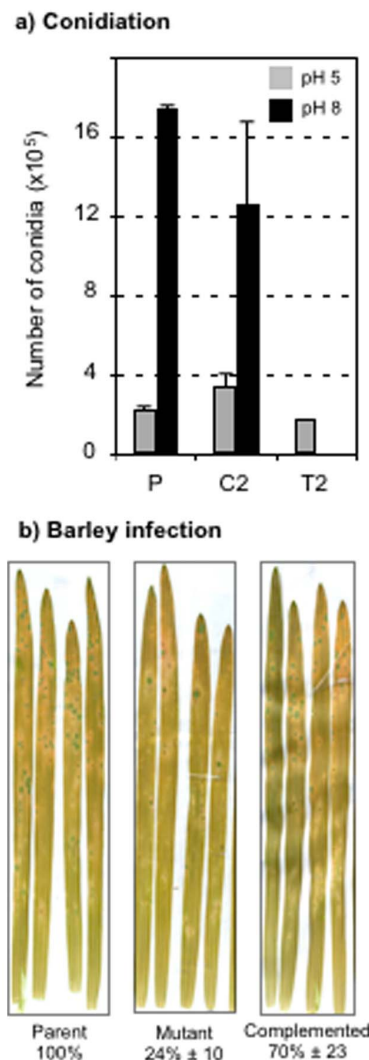 a) Conidiation
Number of conidia (x10⁵)
pH 5
pH 8
16
12
8
4
0
P C2 T2
b) Barley infection
Parent Mutant Complemented
100% 24% ± 10 70% ± 23